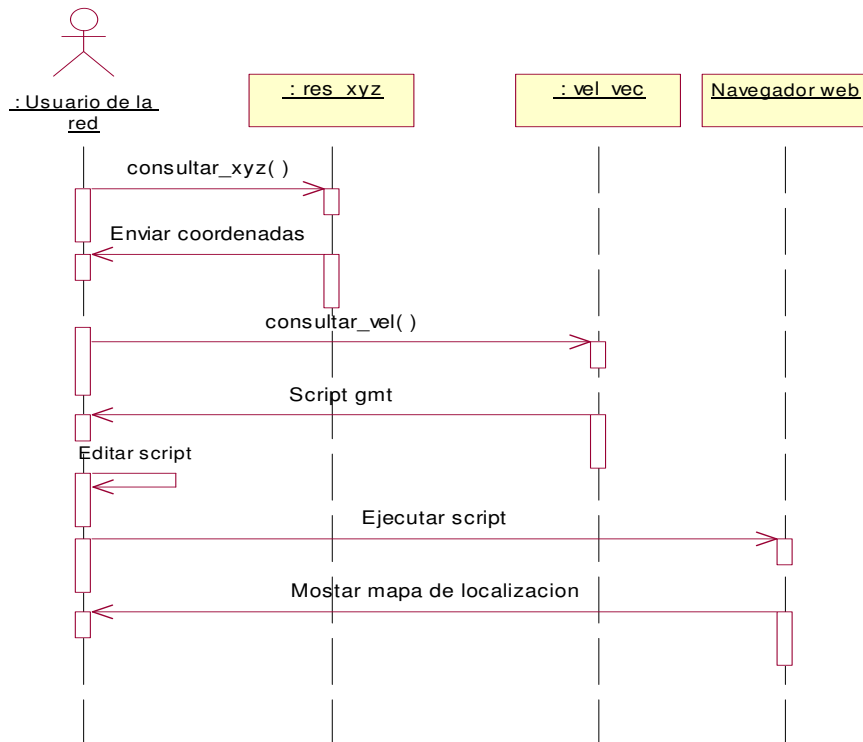 : Usuario de la
red
: res_xyz
: vel_vec
Navegador web
consultar_xyz( )
Enviar coordenadas
consultar_vel( )
Script gmt
Editar script
Ejecutar script
Mostar mapa de localizacion